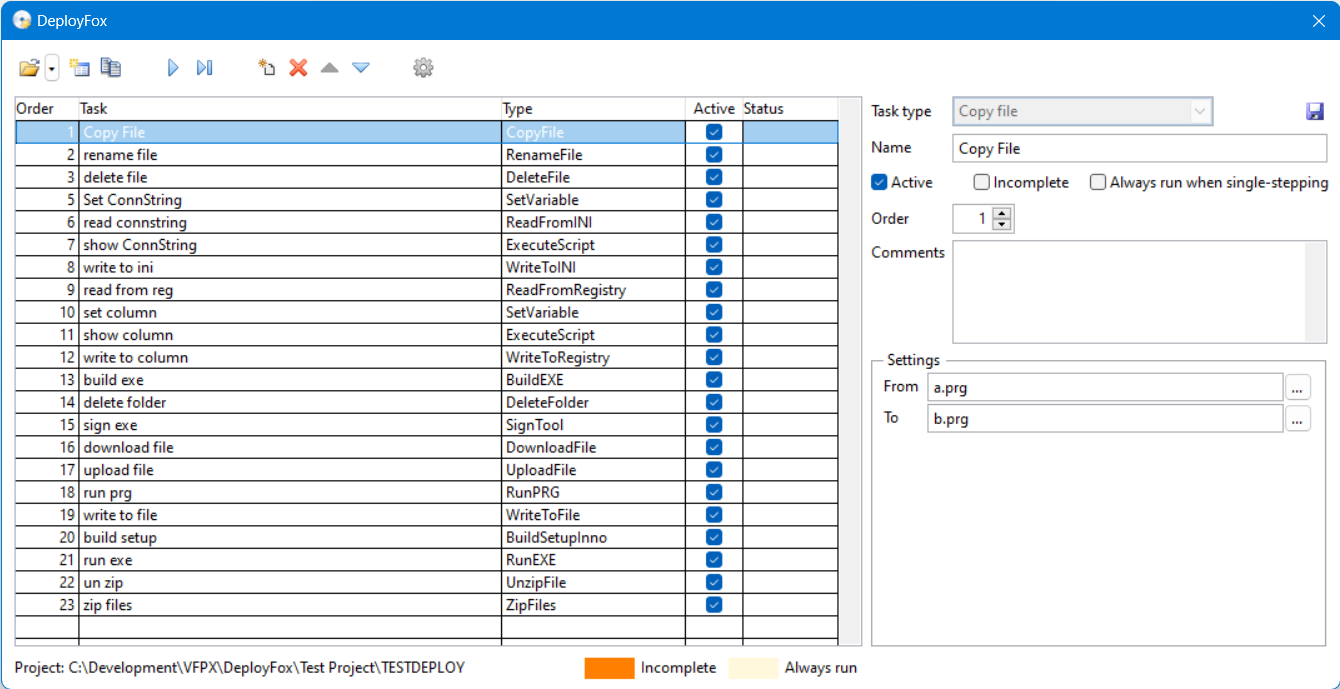 DeployFox
Order Task Type Active Status
1 Copy File CopyFile
2 rename file RenameFile
3 delete file DeleteFile
5 Set ConnString SetVariable
6 read connstring ReadFromINI
7 show ConnString ExecuteScript
8 write to ini WriteToINI
9 read from reg ReadFromRegistry
10 set column SetVariable
11 show column ExecuteScript
12 write to column WriteToRegistry
13 build exe BuildEXE
14 delete folder DeleteFolder
15 sign exe SignTool
16 download file DownloadFile
17 upload file UploadFile
18 run prg RunPRG
19 write to file WriteToFile
20 build setup BuildSetupInno
21 run exe RunEXE
22 un zip UnzipFile
23 zip files ZipFiles
Task type Copy file
Name Copy File
Active Incomplete Always run when single-stepping
Order 1
Comments
Settings
From a.prg ...
To b.prg ...
Project: C:\Development\VFPX\DeployFox\Test Project\TESTDEPLOY Incomplete Always run